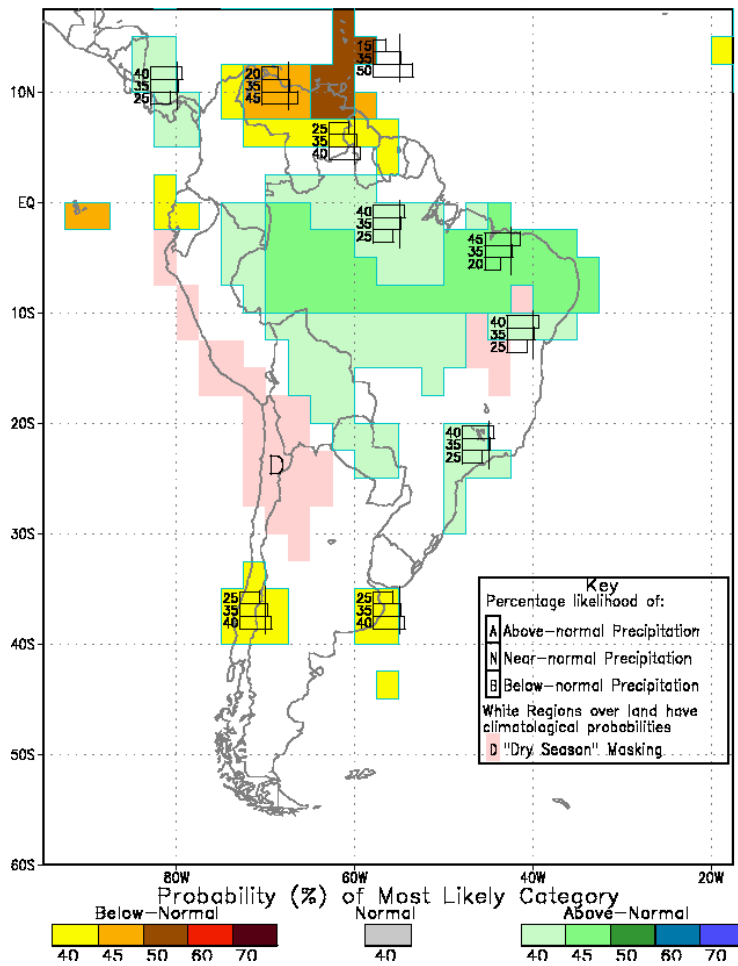 15
35
50
40
35
25
20
35
45
10N
25
35
40
EQ
40
35
25
45
35
20
10S
40
35
25
20S
40
35
25
D
30S
25
35
40
25
35
40
40S
50S
60S
Key
Percentage likelihood of:
A Above-normal Precipitation
N Near-normal Precipitation
B Below-normal Precipitation
White Regions over land have
climatological probabilities
D "Dry Season" Masking
80W 60W 40W 20W
Probability (%) of Most Likely Category
Below-Normal Normal Above-Normal
40 45 50 60 70 40 40 45 50 60 70